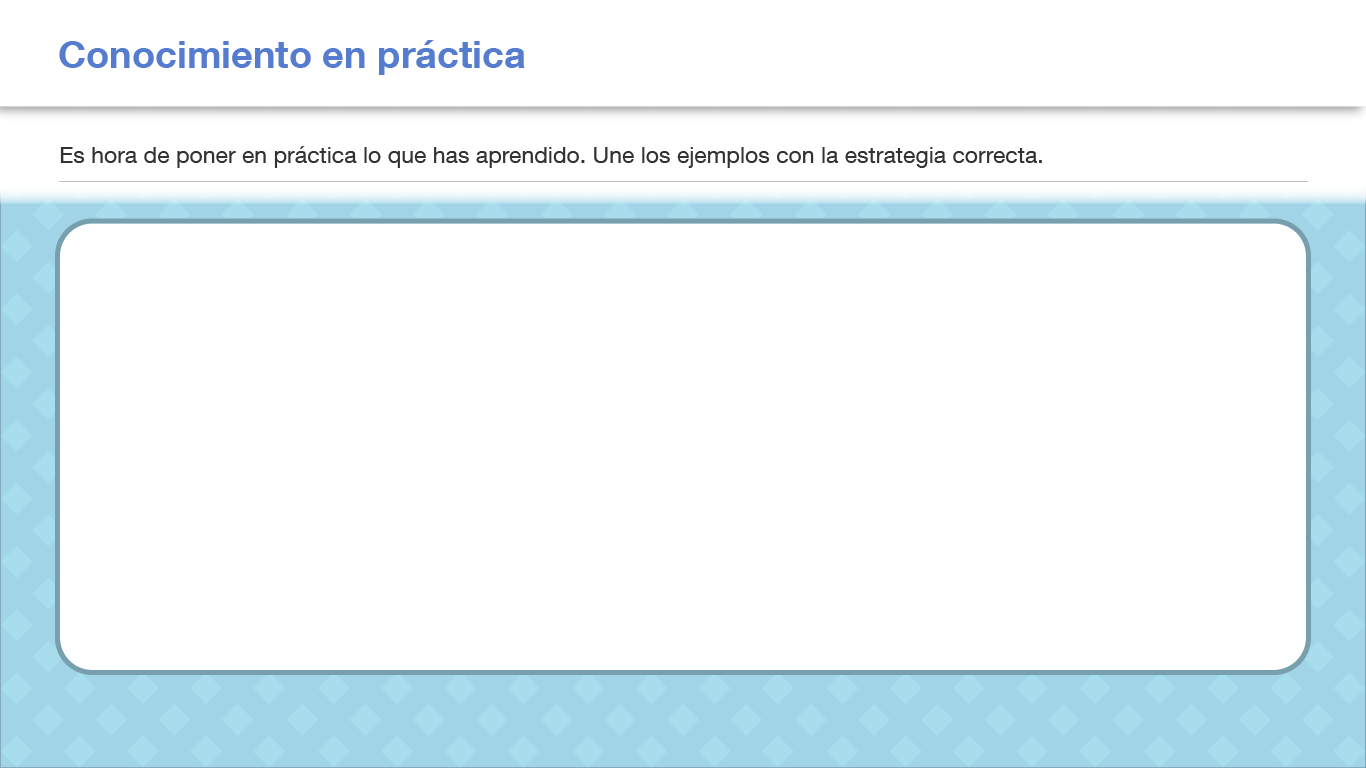 Conocimiento en práctica
Es hora de poner en práctica lo que has aprendido. Une los ejemplos con la estrategia correcta.